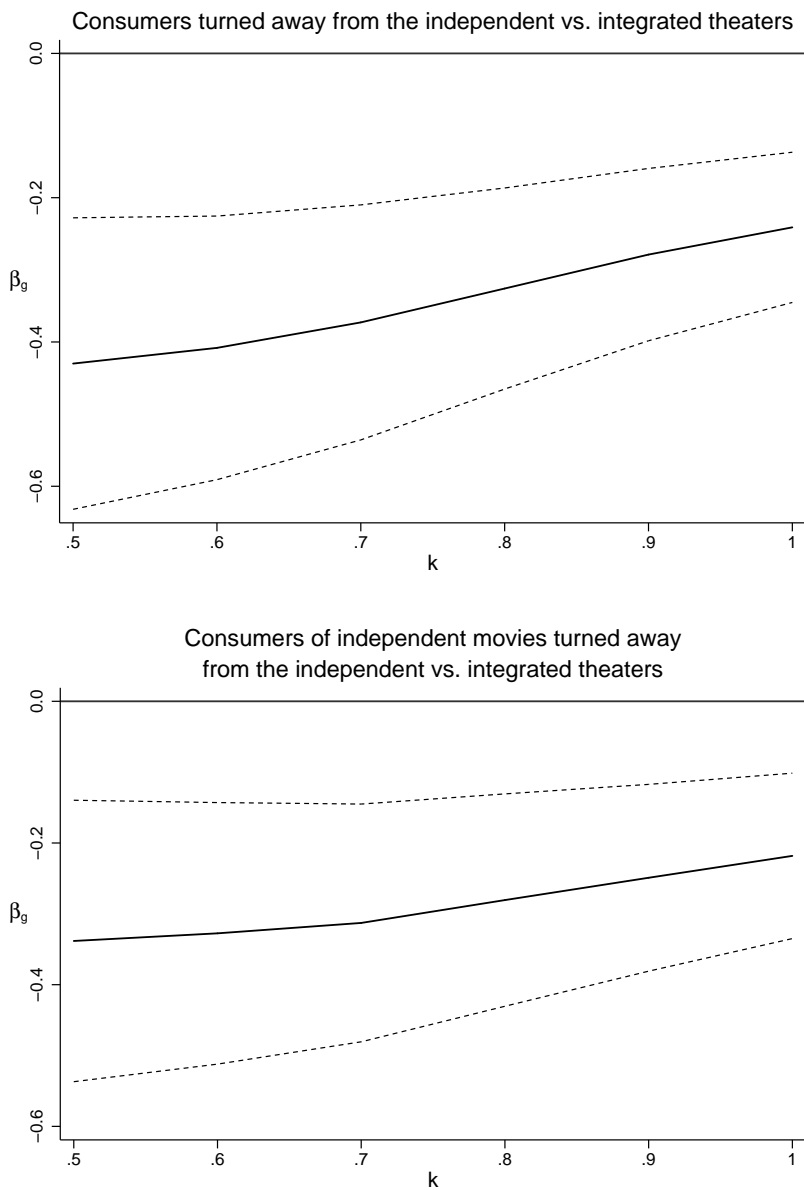 Consumers turned away from the independent vs. integrated theaters
0.0
−0.2
βg
−0.4
−0.6
.5 .6 .7 .8 .9 1
k
Consumers of independent movies turned away
from the independent vs. integrated theaters
0.0
−0.2
βg
−0.4
−0.6
.5 .6 .7 .8 .9 1
k